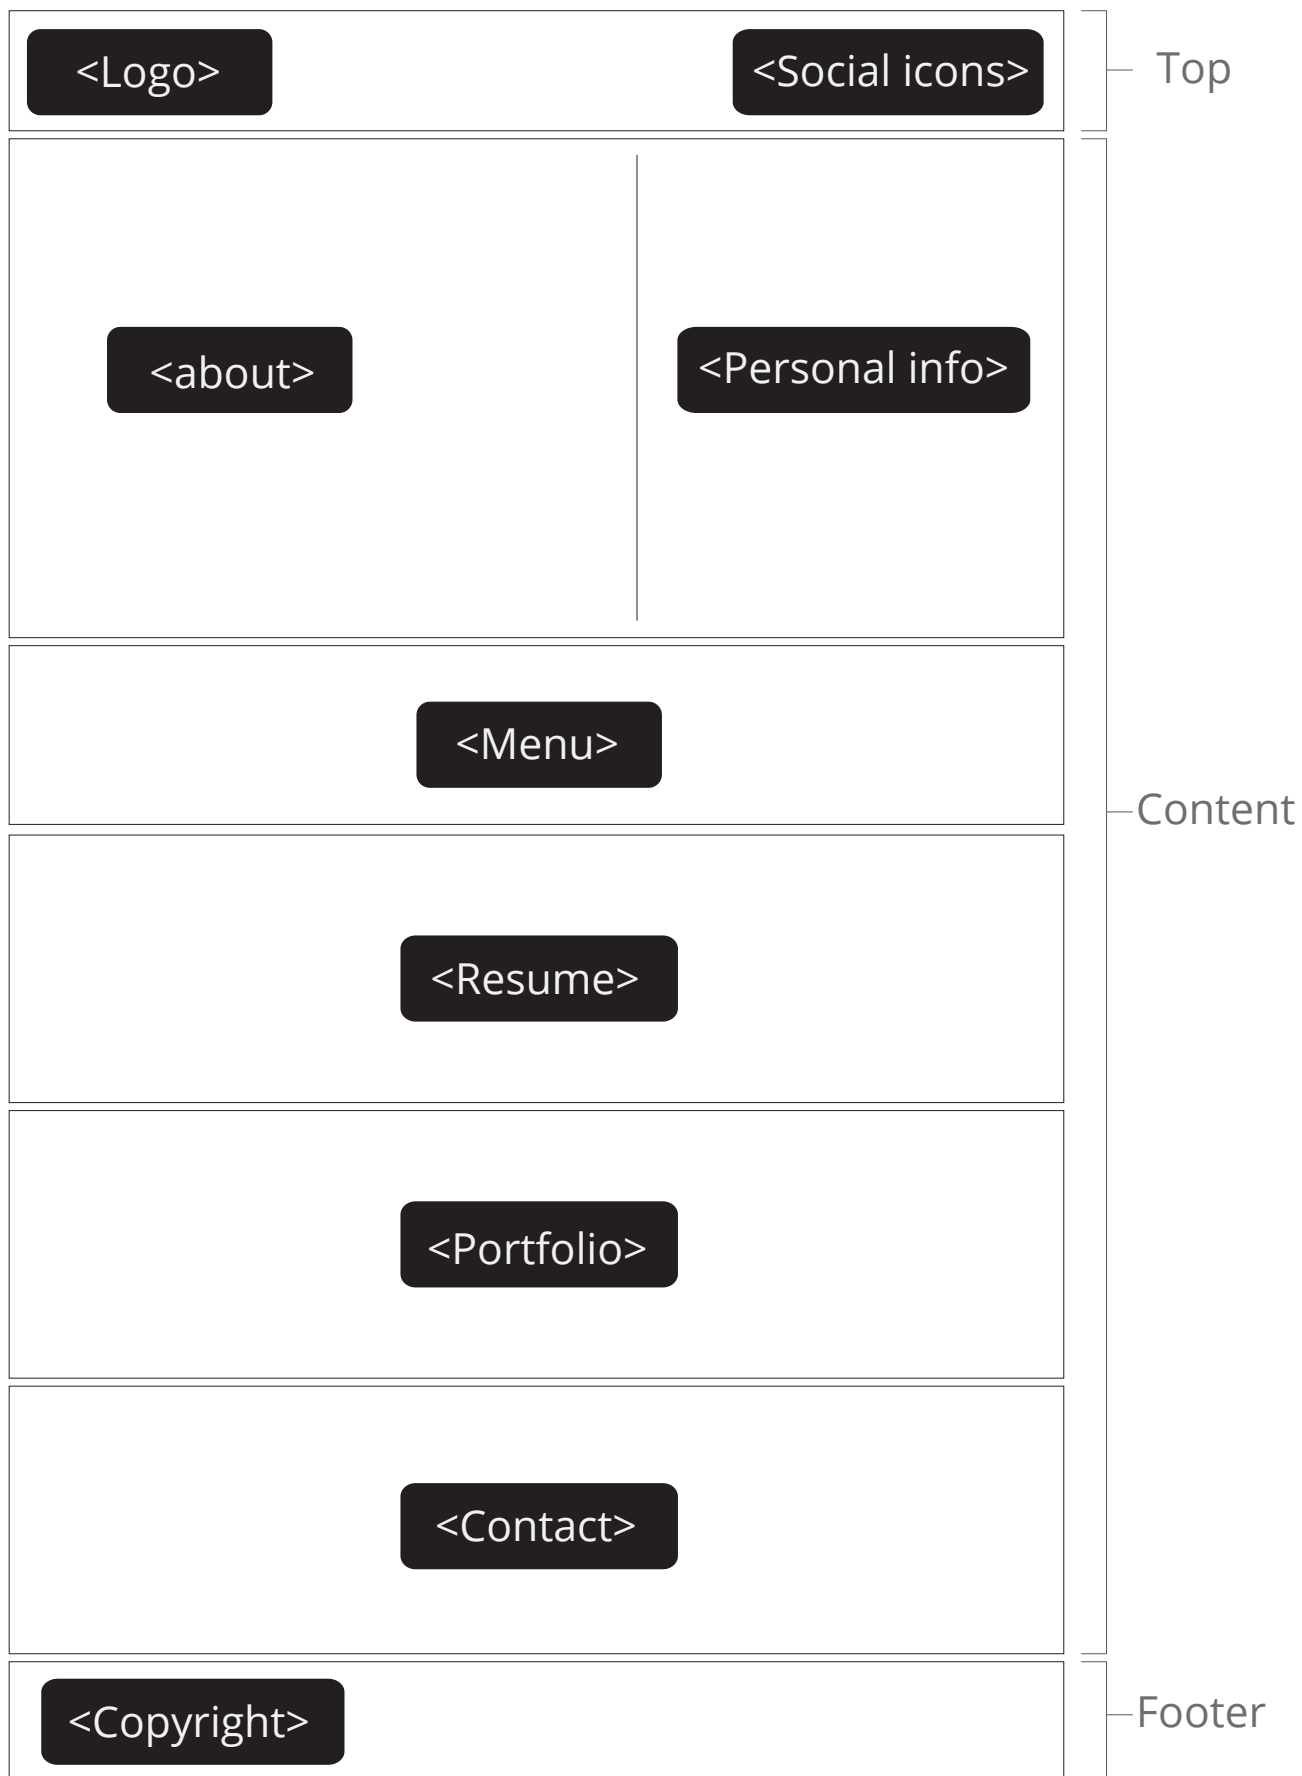 <Logo>
<Social icons>
Top
<about>
<Personal info>
<Menu>
Content
<Resume>
<Portfolio>
<Contact>
<Copyright>
Footer